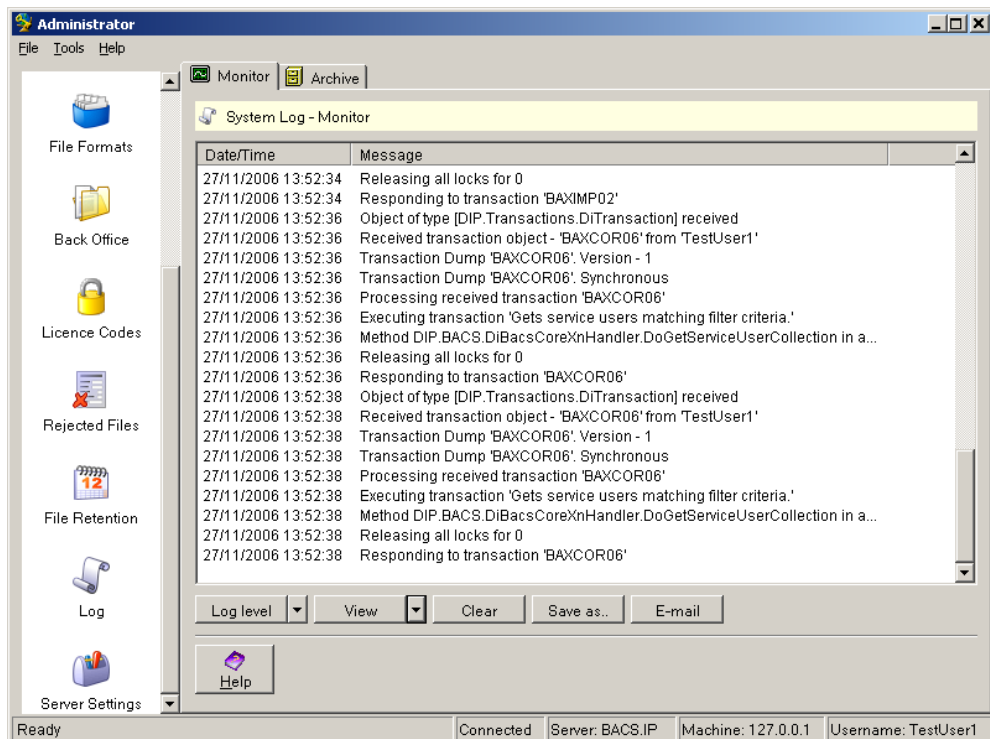 Administrator
File Tools Help
File Formats
Back Office
Licence Codes
Rejected Files
12
File Retention
Log
Server Settings
Monitor Archive
System Log - Monitor
Date/Time Message
27/11/2006 13:52:34 Releasing all locks for 0
27/11/2006 13:52:34 Responding to transaction 'BAXIMP02'
27/11/2006 13:52:36 Object of type [DIP.Transactions.DiTransaction] received
27/11/2006 13:52:36 Received transaction object - 'BAXCOR06' from 'TestUser1'
27/11/2006 13:52:36 Transaction Dump 'BAXCOR06'. Version - 1
27/11/2006 13:52:36 Transaction Dump 'BAXCOR06'. Synchronous
27/11/2006 13:52:36 Processing received transaction 'BAXCOR06'
27/11/2006 13:52:36 Executing transaction 'Gets service users matching filter criteria.'
27/11/2006 13:52:36 Method DIP.BACS.DiBacsCoreXnHandler.DoGetServiceUserCollection in a...
27/11/2006 13:52:36 Releasing all locks for 0
27/11/2006 13:52:36 Responding to transaction 'BAXCOR06'
27/11/2006 13:52:38 Object of type [DIP.Transactions.DiTransaction] received
27/11/2006 13:52:38 Received transaction object - 'BAXCOR06' from 'TestUser1'
27/11/2006 13:52:38 Transaction Dump 'BAXCOR06'. Version - 1
27/11/2006 13:52:38 Transaction Dump 'BAXCOR06'. Synchronous
27/11/2006 13:52:38 Processing received transaction 'BAXCOR06'
27/11/2006 13:52:38 Executing transaction 'Gets service users matching filter criteria.'
27/11/2006 13:52:38 Method DIP.BACS.DiBacsCoreXnHandler.DoGetServiceUserCollection in a...
27/11/2006 13:52:38 Releasing all locks for 0
27/11/2006 13:52:38 Responding to transaction 'BAXCOR06'
Log level View Clear Save as.. E-mail
Help
Ready Connected Server: BACS.IP Machine: 127.0.0.1 Username: TestUser1